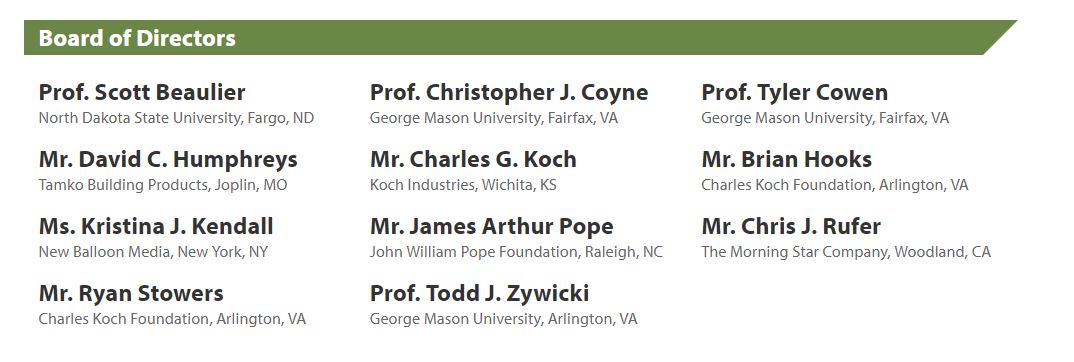 Board of Directors
Prof. Scott Beaulier
North Dakota State University, Fargo, ND
Prof. Christopher J. Coyne
George Mason University, Fairfax, VA
Prof. Tyler Cowen
George Mason University, Fairfax, VA
Mr. David C. Humphreys
Tamko Building Products, Joplin, MO
Mr. Charles G. Koch
Koch Industries, Wichita, KS
Mr. Brian Hooks
Charles Koch Foundation, Arlington, VA
Ms. Kristina J. Kendall
New Balloon Media, New York, NY
Mr. James Arthur Pope
John William Pope Foundation, Raleigh, NC
Mr. Chris J. Rufer
The Morning Star Company, Woodland, CA
Mr. Ryan Stowers
Charles Koch Foundation, Arlington, VA
Prof. Todd J. Zywicki
George Mason University, Arlington, VA